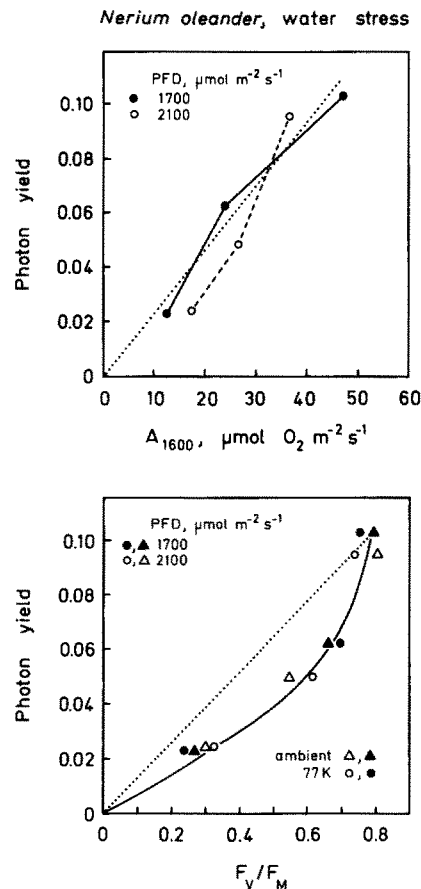 Nerium oleander, water stress
PFD, μmol m⁻² s⁻¹
● 1700
○ 2100
0.10
0.08
0.06
0.04
0.02
0
Photon yield
0 10 20 30 40 50 60
A₁₆₀₀, μmol O₂ m⁻² s⁻¹
PFD, μmol m⁻² s⁻¹
●,▲ 1700
○,△ 2100
0.10
0.08
0.06
0.04
0.02
0
Photon yield
ambient △,▲
77K ○,●
0 0.2 0.4 0.6 0.8
F_V/F_M